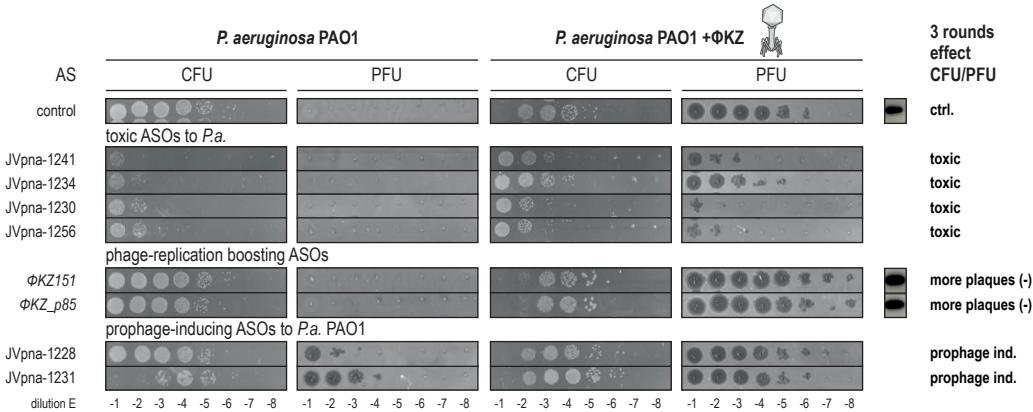 P. aeruginosa PAO1
P. aeruginosa PAO1 +ΦKZ
3 rounds
effect
CFU/PFU
AS
CFU
PFU
CFU
PFU
control
ctrl.
toxic ASOs to P.a.
JVpna-1241
toxic
JVpna-1234
toxic
JVpna-1230
toxic
JVpna-1256
toxic
phage-replication boosting ASOs
ΦKZ151
more plaques (-)
ΦKZ_p85
more plaques (-)
prophage-inducing ASOs to P.a. PAO1
JVpna-1228
prophage ind.
JVpna-1231
prophage ind.
dilution E -1 -2 -3 -4 -5 -6 -7 -8 -1 -2 -3 -4 -5 -6 -7 -8 -1 -2 -3 -4 -5 -6 -7 -8 -1 -2 -3 -4 -5 -6 -7 -8